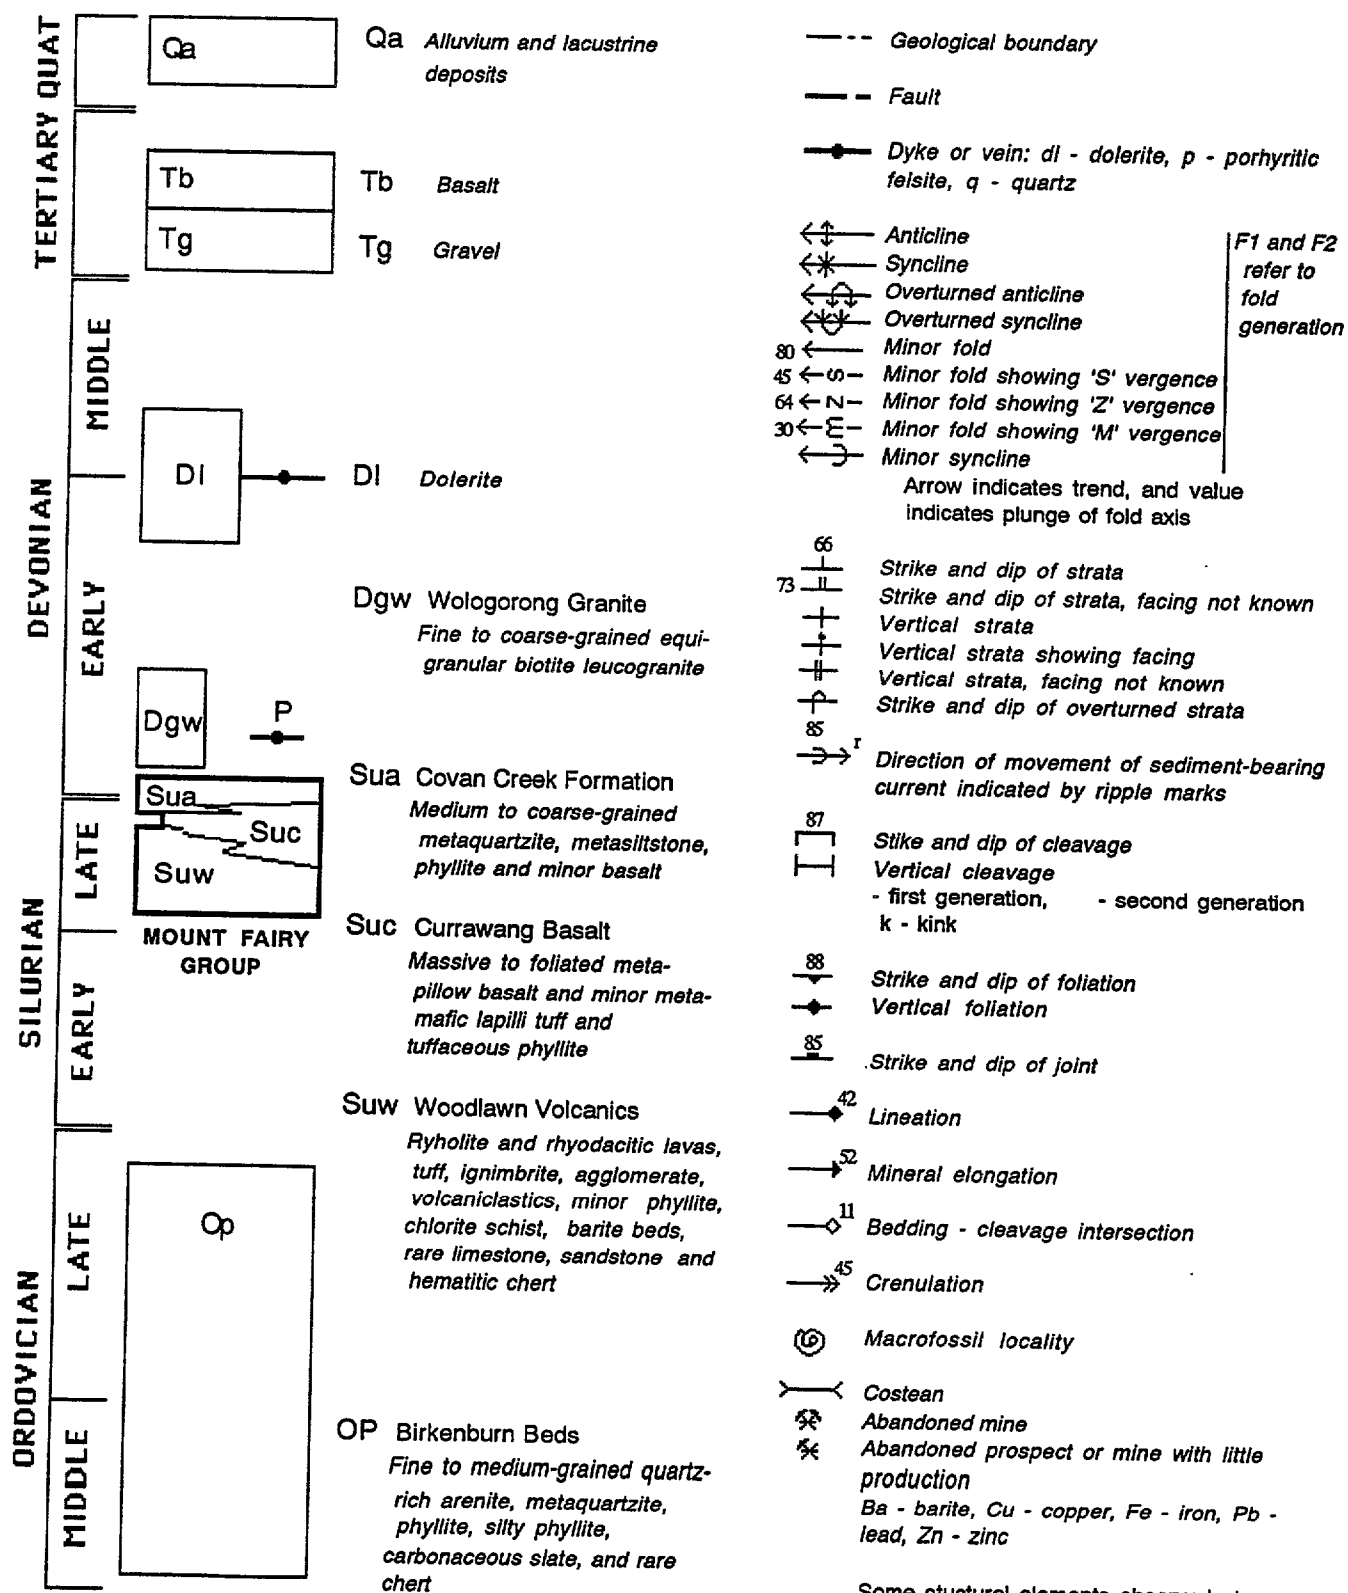 QUAT
TERTIARY
DEVONIAN
MIDDLE
EARLY
SILURIAN
LATE
EARLY
ORDOVICIAN
LATE
MIDDLE
Qa
Tb
Tg
Dl
Dgw
P
Sua
Suc
Suw
MOUNT FAIRY
GROUP
Op
Qa Alluvium and lacustrine
deposits
Tb Basalt
Tg Gravel
Dl Dolerite
Dgw Wologorong Granite
Fine to coarse-grained equi-
granular biotite leucogranite
Sua Covan Creek Formation
Medium to coarse-grained
metaquartzite, metasiltstone,
phyllite and minor basalt
Suc Currawang Basalt
Massive to foliated meta-
pillow basalt and minor meta-
mafic lapilli tuff and
tuffaceous phyllite
Suw Woodlawn Volcanics
Ryholite and rhyodacitic lavas,
tuff, ignimbrite, agglomerate,
volcaniclastics, minor phyllite,
chlorite schist, barite beds,
rare limestone, sandstone and
hematitic chert
OP Birkenburn Beds
Fine to medium-grained quartz-
rich arenite, metaquartzite,
phyllite, silty phyllite,
carbonaceous slate, and rare
chert
Geological boundary
Fault
Dyke or vein: dl - dolerite, p - porhyritic
felsite, q - quartz
Anticline
Syncline
Overturned anticline
Overturned syncline
80 Minor fold
45 S Minor fold showing 'S' vergence
64 Z Minor fold showing 'Z' vergence
30 Minor fold showing 'M' vergence
Minor syncline
F1 and F2
refer to
fold
generation
Arrow indicates trend, and value
indicates plunge of fold axis
66
Strike and dip of strata
73 Strike and dip of strata, facing not known
Vertical strata
Vertical strata showing facing
Vertical strata, facing not known
Strike and dip of overturned strata
85
r
Direction of movement of sediment-bearing
current indicated by ripple marks
87
Stike and dip of cleavage
Vertical cleavage
- first generation, - second generation
k - kink
88
Strike and dip of foliation
Vertical foliation
85
Strike and dip of joint
42
Lineation
52
Mineral elongation
11
Bedding - cleavage intersection
45
Crenulation
Macrofossil locality
Costean
Abandoned mine
Abandoned prospect or mine with little
production
Ba - barite, Cu - copper, Fe - iron, Pb -
lead, Zn - zinc